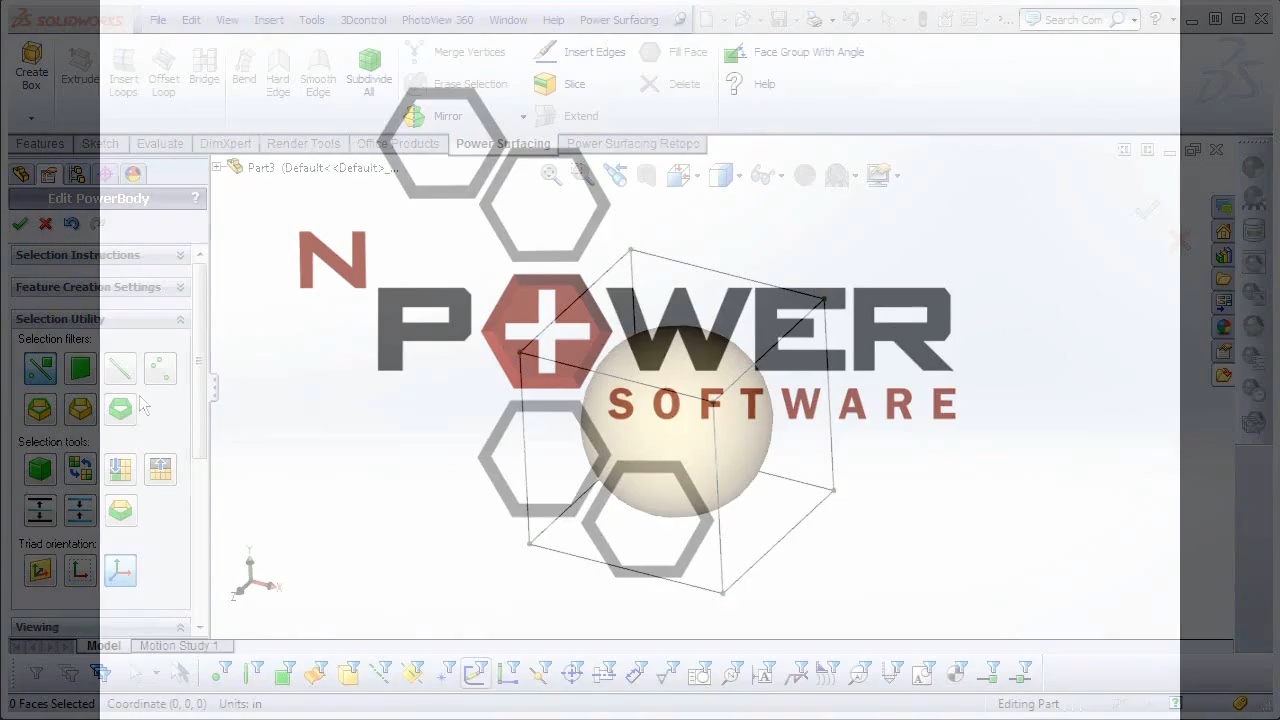 SOLIDWORKS File Edit View Insert Tools 3Dcontrol PhotoView 360 Window Help Power Surfacing Search Com
Create Box Extrude Insert Loops Offset Loop Bridge Bend Hard Edge Smooth Edge Subdivide All
Merge Vertices Insert Edges Fill Face Face Group With Angle
Erase Selection Slice Delete Help
Mirror Extend
Features Sketch Evaluate DimXpert Render Tools Office Products Power Surfacing Power Surfacing Retopo
Part3 (Default<<Default>_...
Edit PowerBody ?
Selection Instructions
Feature Creation Settings
Selection Utility
Selection filters:
Selection tools:
Triad orientation:
Viewing
N
POWER
SOFTWARE
Y
X
Z
Model Motion Study 1
0 Faces Selected Coordinate (0, 0, 0) Units: in Editing Part